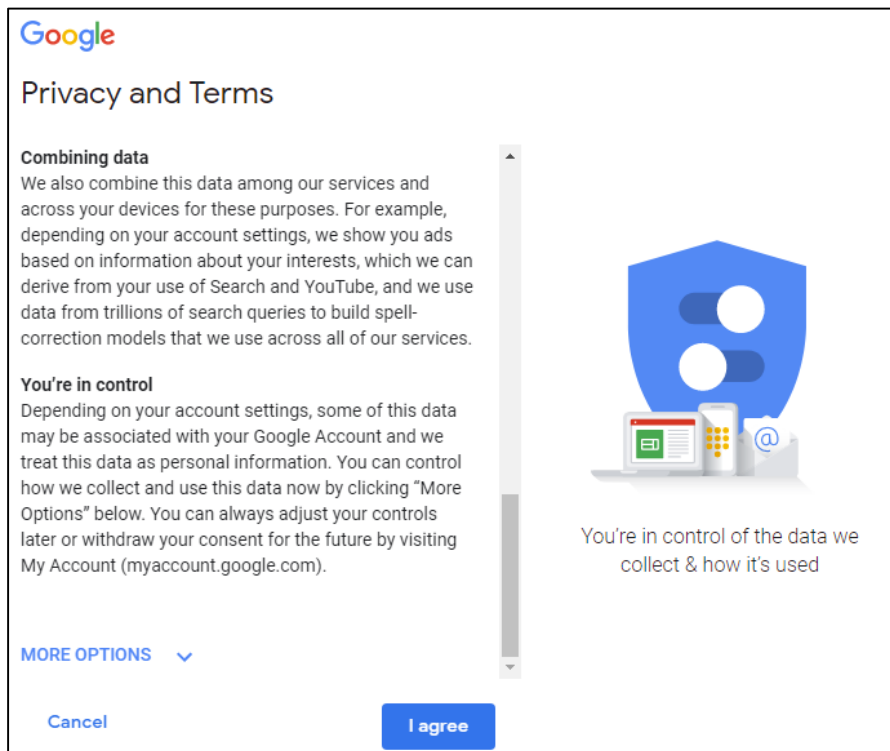 Google
Privacy and Terms
Combining data
We also combine this data among our services and
across your devices for these purposes. For example,
depending on your account settings, we show you ads
based on information about your interests, which we can
derive from your use of Search and YouTube, and we use
data from trillions of search queries to build spell-
correction models that we use across all of our services.
You’re in control
Depending on your account settings, some of this data
may be associated with your Google Account and we
treat this data as personal information. You can control
how we collect and use this data now by clicking “More
Options” below. You can always adjust your controls
later or withdraw your consent for the future by visiting
My Account (myaccount.google.com).
MORE OPTIONS
Cancel
I agree
@
You’re in control of the data we
collect & how it’s used